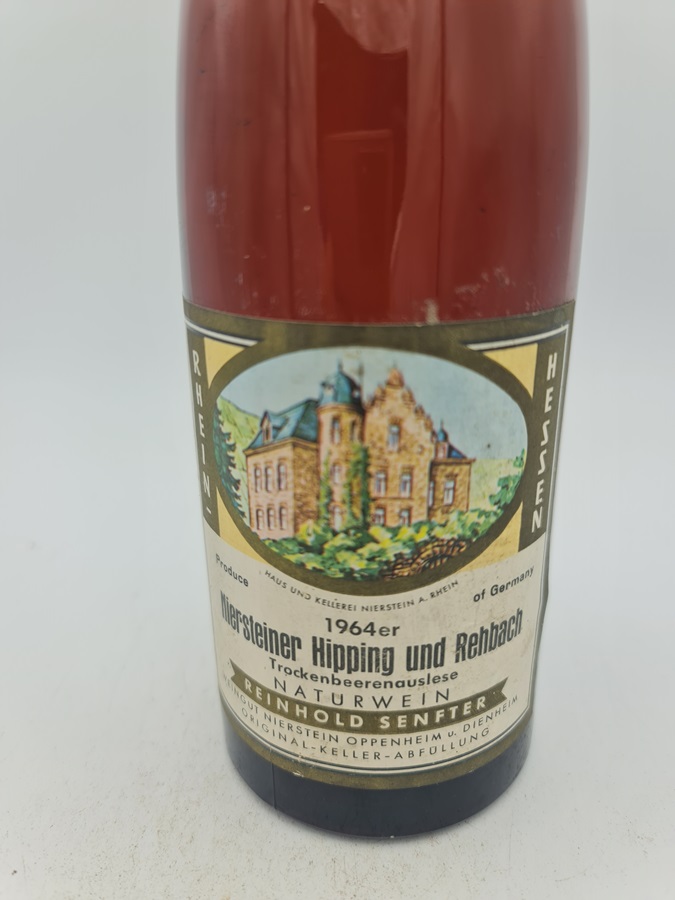 RHEIN-
HESSEN
HAUS UND KELLEREI NIERSTEIN A. RHEIN
Produce of Germany
1964er
Niersteiner Hipping und Rehbach
Trockenbeerenauslese
NATURWEIN
REINHOLD SENFTER
WEINGUT NIERSTEIN OPPENHEIM u. DIENHEIM
ORIGINAL-KELLER-ABFÜLLUNG